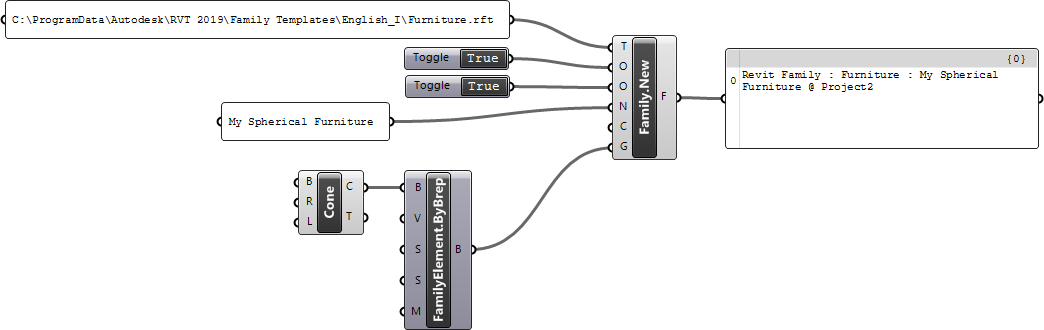 C:\ProgramData\Autodesk\RVT 2019\Family Templates\English_I\Furniture.rft
Toggle True
Toggle True
My Spherical Furniture
T
O
O
N
C
G
Family.New
F
{0}
0 Revit Family : Furniture : My Spherical
Furniture @ Project2
B
R
L
Cone
C
T
B
V
S
S
M
FamilyElement.ByBrep
B